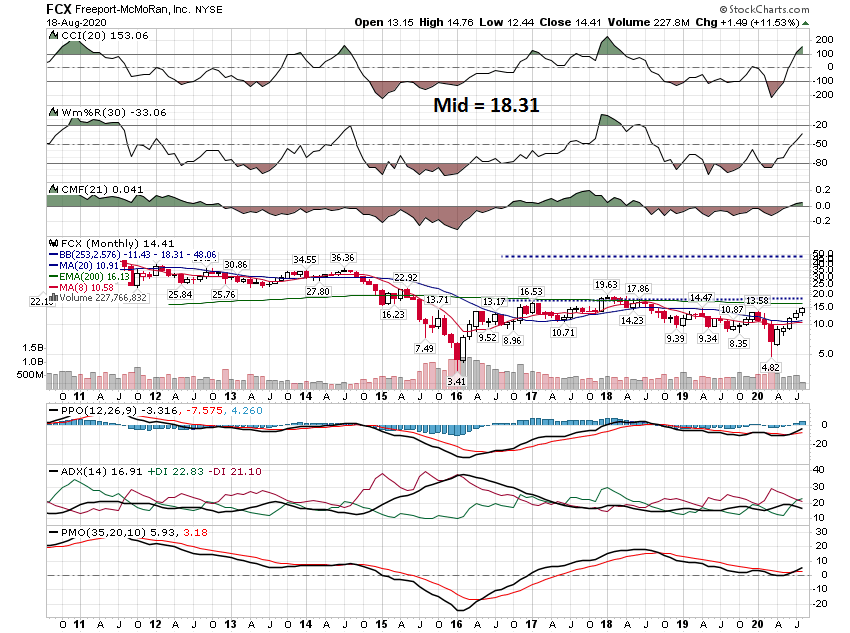 FCX Freeport-McMoRan, Inc. NYSE © StockCharts.com
18-Aug-2020 Open 13.15 High 14.76 Low 12.44 Close 14.41 Volume 227.8M Chg +1.49 (+11.53%)
CCI(20) 153.06
200
100
0
-100
-200
Mid = 18.31
Wm%R(30) -33.06
-20
-50
-80
CMF(21) 0.041
0.2
0.0
-0.2
FCX (Monthly) 14.41
BB(253,2.576) -11.43 - 18.31 - 48.06
MA(20) 10.91
EMA(200) 16.13
MA(8) 10.58
Volume 227,766,832
30.86 34.55 36.36
25.84 25.76 27.80 22.92
16.23 13.71 13.17 16.53 19.63 17.86 14.47 10.87 13.58
7.49 9.52 8.96 10.71 14.23 9.39 9.34 8.35
3.41 4.82
50.0
30.0
25.0
20.0
15.0
10.0
5.0
1.5B
1.0B
500M
O 11 A J O 12 A J O 13 A J O 14 A J O 15 A J O 16 A J O 17 A J O 18 A J O 19 A J O 20 A J
PPO(12,26,9) -3.316, -7.575, 4.260
0
-20
ADX(14) 16.91 +DI 22.83 -DI 21.10
40
30
20
10
PMO(35,20,10) 5.93, 3.18
30
20
10
0
-10
-20
O 11 A J O 12 A J O 13 A J O 14 A J O 15 A J O 16 A J O 17 A J O 18 A J O 19 A J O 20 A J